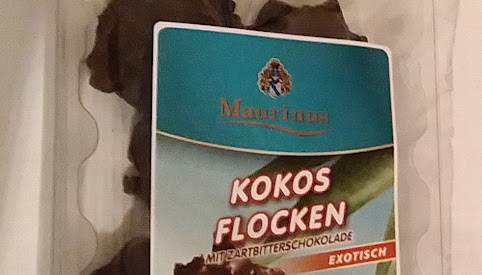 Maurinus
KOKOS
FLOCKEN
MIT ZARTBITTERSCHOKOLADE
EXOTISCH